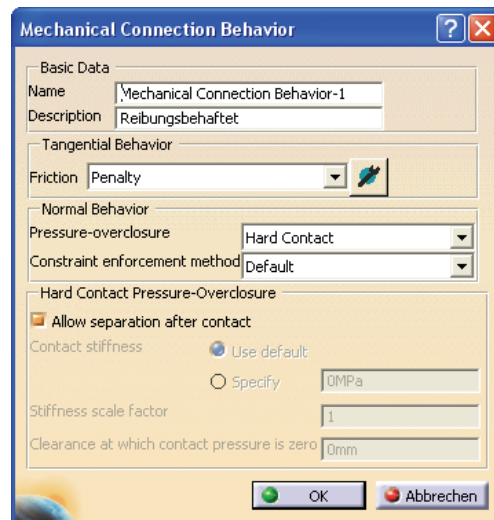 Mechanical Connection Behavior
Basic Data
Name Mechanical Connection Behavior-1
Description Reibungsbehaftet
Tangential Behavior
Friction Penalty
Normal Behavior
Pressure-overclosure Hard Contact
Constraint enforcement method Default
Hard Contact Pressure-Overclosure
Allow separation after contact
Contact stiffness Use default
Specify 0MPa
Stiffness scale factor 1
Clearance at which contact pressure is zero 0mm
OK Abbrechen